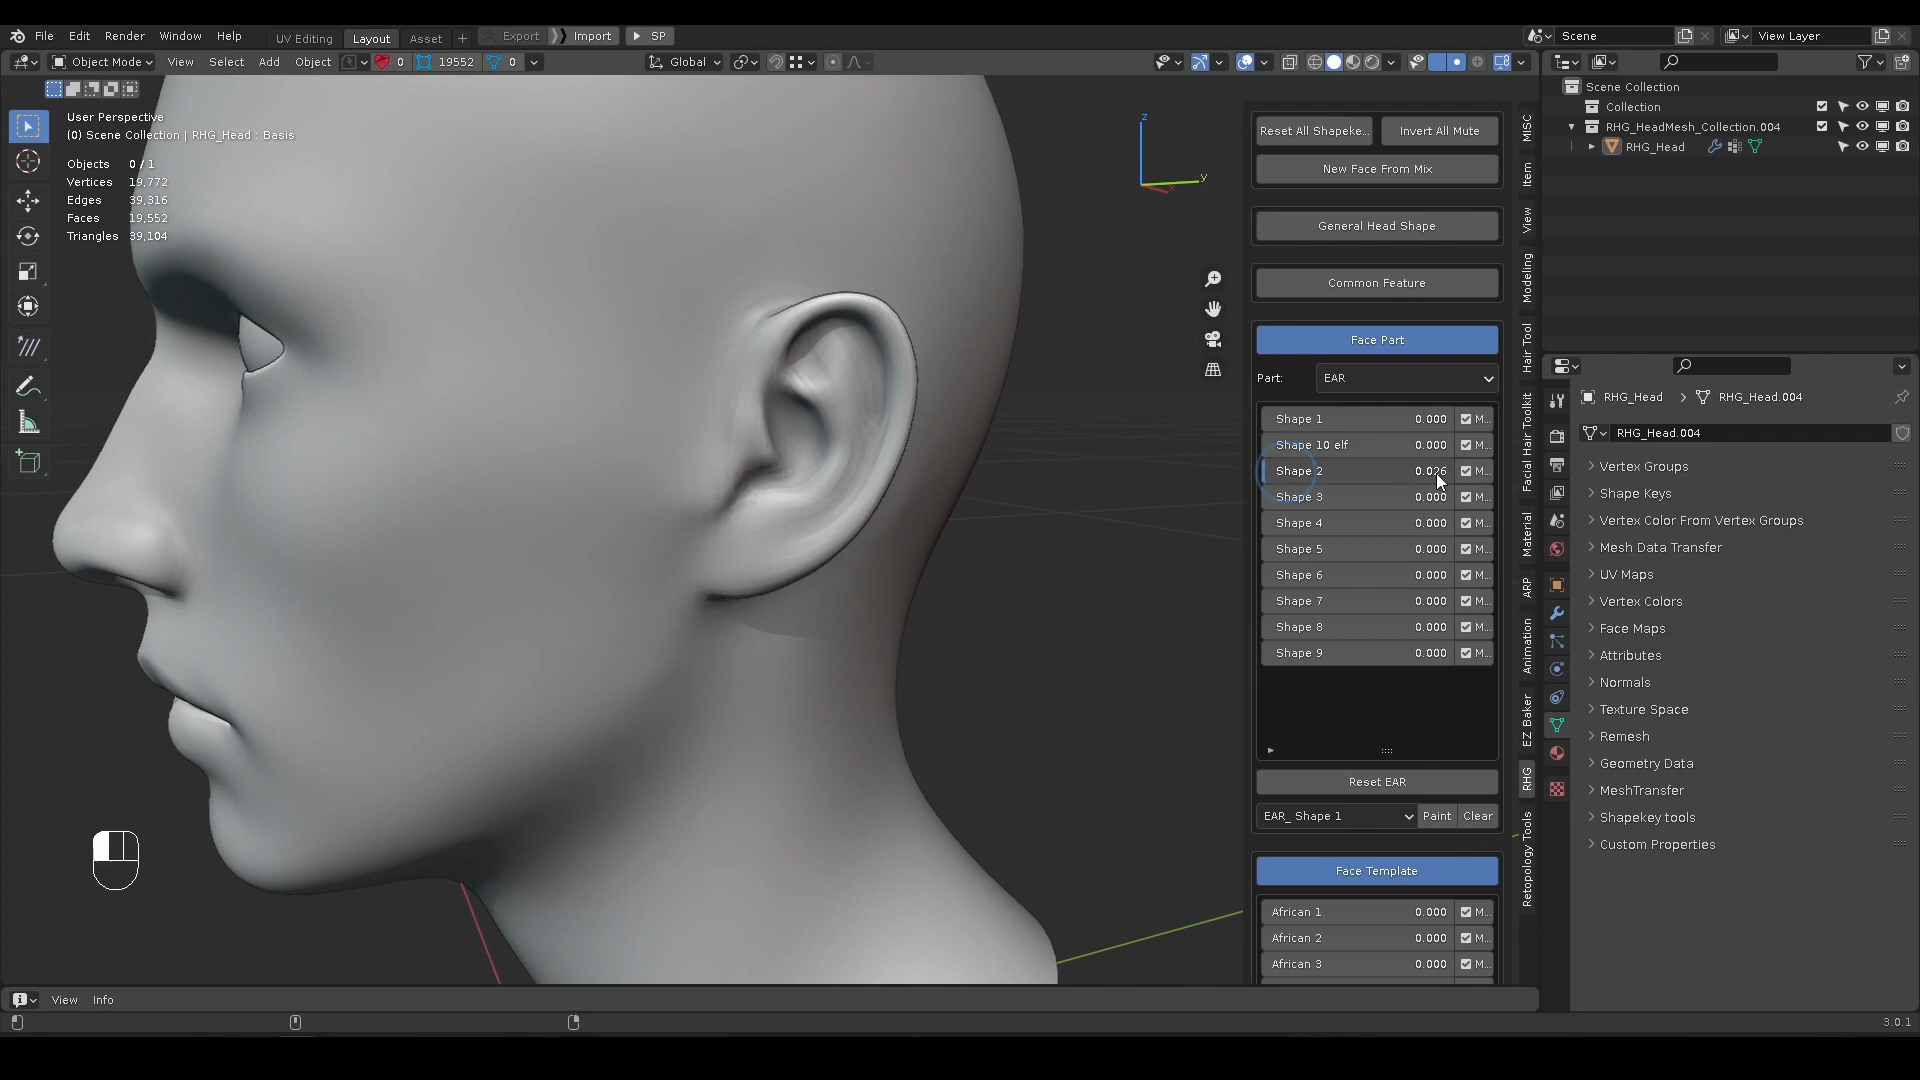 File Edit Render Window Help UV Editing Layout Asset Export Import SP Scene View Layer
Object Mode View Select Add Object 0 19552 0 Global
User Perspective
(0) Scene Collection | RHG_Head : Basis
Objects 0 / 1
Vertices 19,772
Edges 39,316
Faces 19,552
Triangles 39,104
z
y
x
Reset All Shapeke... Invert All Mute
New Face From Mix
General Head Shape
Common Feature
Face Part
Part: EAR
Shape 1 0.000 M...
Shape 10 elf 0.000 M...
Shape 2 0.026 M...
Shape 3 0.000 M...
Shape 4 0.000 M...
Shape 5 0.000 M...
Shape 6 0.000 M...
Shape 7 0.000 M...
Shape 8 0.000 M...
Shape 9 0.000 M...
Reset EAR
EAR_ Shape 1 Paint Clear
Face Template
African 1 0.000 M...
African 2 0.000 M...
African 3 0.000 M...
MISC
Item
View
Modeling
Hair Tool
Facial Hair Toolkit
Material
ARP
Animation
EZ Baker
RHG
Retopology Tools
Scene Collection
Collection
RHG_HeadMesh_Collection.004
RHG_Head
RHG_Head RHG_Head.004
RHG_Head.004
Vertex Groups
Shape Keys
Vertex Color From Vertex Groups
Mesh Data Transfer
UV Maps
Vertex Colors
Face Maps
Attributes
Normals
Texture Space
Remesh
Geometry Data
MeshTransfer
Shapekey tools
Custom Properties
View Info
3.0.1